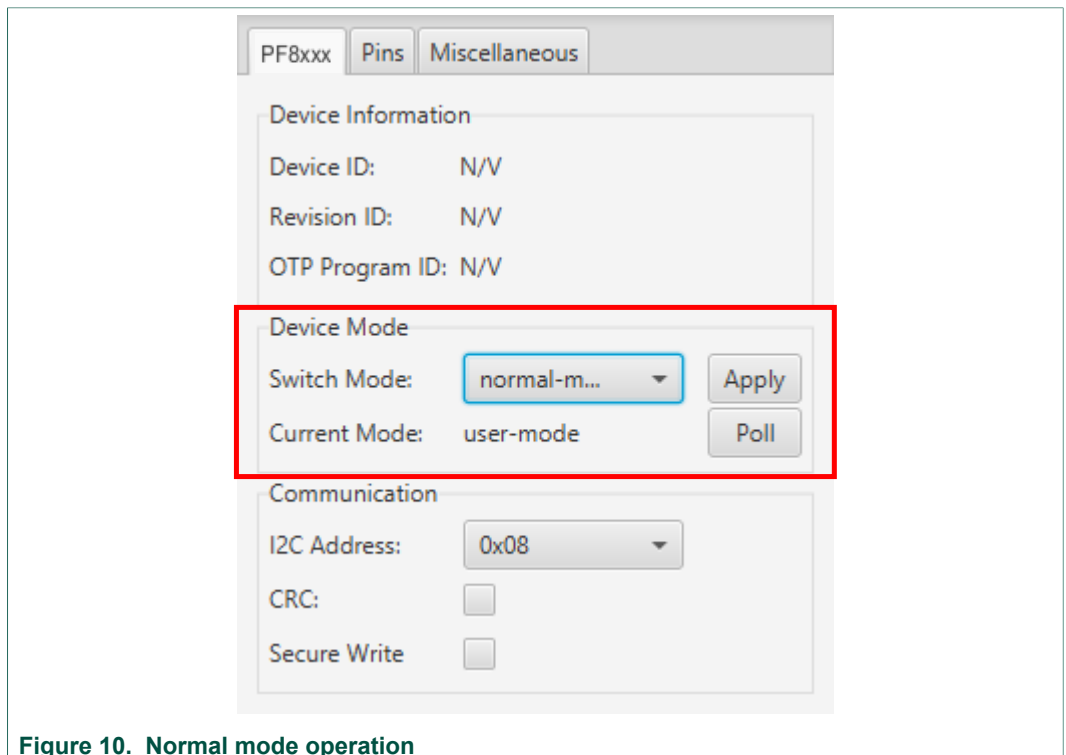 PF8xxx Pins Miscellaneous
Device Information
Device ID: N/V
Revision ID: N/V
OTP Program ID: N/V
Device Mode
Switch Mode: normal-m... Apply
Current Mode: user-mode Poll
Communication
I2C Address: 0x08
CRC:
Secure Write
Figure 10. Normal mode operation